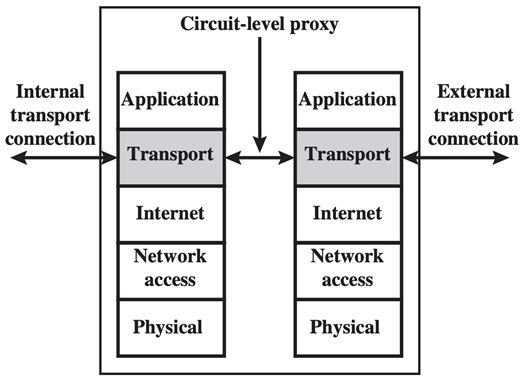 Circuit-level proxy
Internal
transport
connection
External
transport
connection
Application
Transport
Internet
Network
access
Physical
Application
Transport
Internet
Network
access
Physical